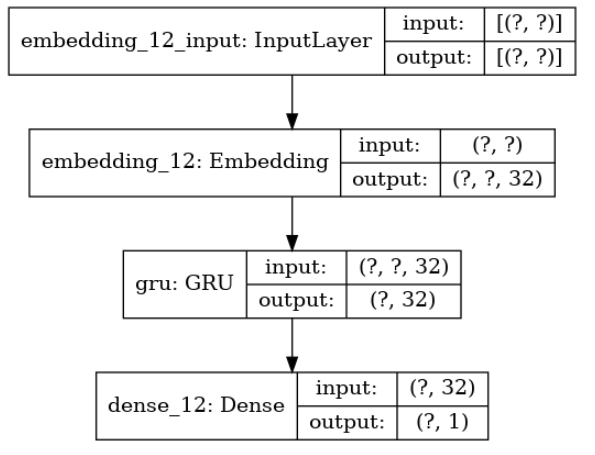 embedding_12_input: InputLayer
input:
[(?, ?)]
output:
[(?, ?)]
embedding_12: Embedding
input:
(?, ?)
output:
(?, ?, 32)
gru: GRU
input:
(?, ?, 32)
output:
(?, 32)
dense_12: Dense
input:
(?, 32)
output:
(?, 1)